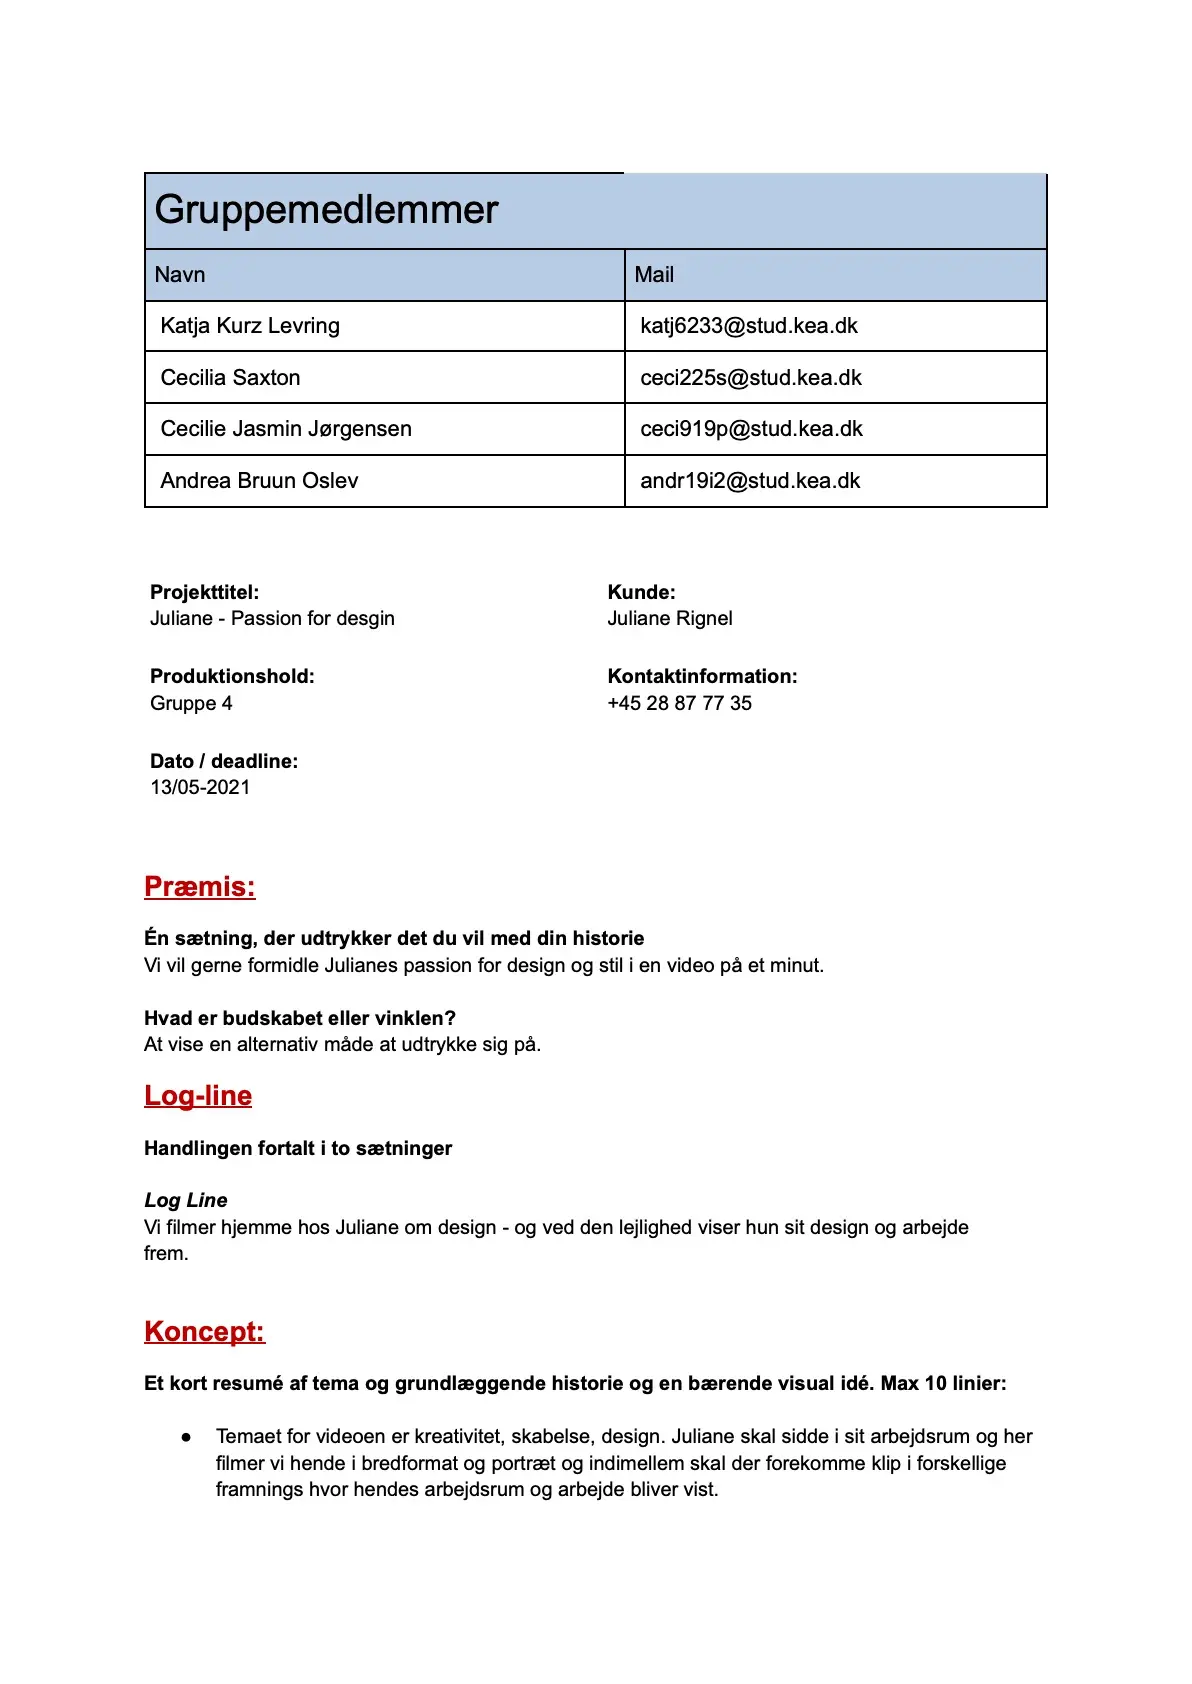 Gruppemedlemmer
Navn Mail
Katja Kurz Levring katj6233@stud.kea.dk
Cecilia Saxton ceci225s@stud.kea.dk
Cecilie Jasmin Jørgensen ceci919p@stud.kea.dk
Andrea Bruun Oslev andr19i2@stud.kea.dk
Projekttitel: Kunde:
Juliane - Passion for desgin Juliane Rignel
Produktionshold: Kontaktinformation:
Gruppe 4 +45 28 87 77 35
Dato / deadline:
13/05-2021
Præmis:
Én sætning, der udtrykker det du vil med din historie
Vi vil gerne formidle Julianes passion for design og stil i en video på et minut.
Hvad er budskabet eller vinklen?
At vise en alternativ måde at udtrykke sig på.
Log-line
Handlingen fortalt i to sætninger
Log Line
Vi filmer hjemme hos Juliane om design - og ved den lejlighed viser hun sit design og arbejde
frem.
Koncept:
Et kort resumé af tema og grundlæggende historie og en bærende visual idé. Max 10 linier:
● Temaet for videoen er kreativitet, skabelse, design. Juliane skal sidde i sit arbejdsrum og her
filmer vi hende i bredformat og portræt og indimellem skal der forekomme klip i forskellige
framnings hvor hendes arbejdsrum og arbejde bliver vist.